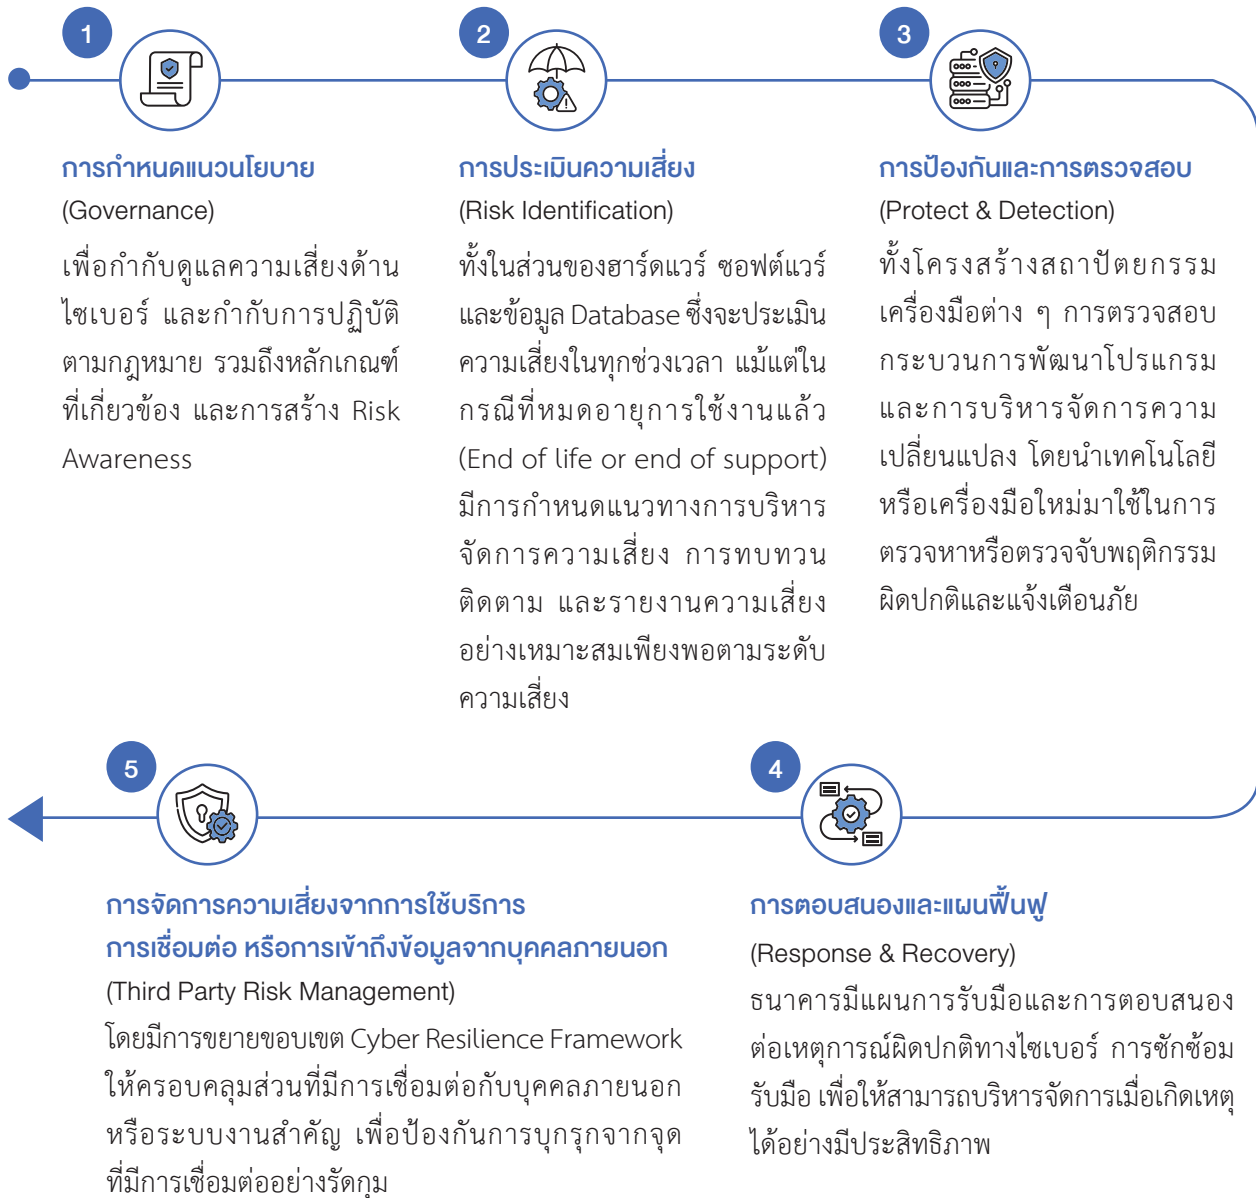 1
การกำหนดแนวนโยบาย
(Governance)
เพื่อกำกับดูแลความเสี่ยงด้าน
ไซเบอร์ และกำกับการปฏิบัติ
ตามกฎหมาย รวมถึงหลักเกณฑ์
ที่เกี่ยวข้อง และการสร้าง Risk
Awareness
2
การประเมินความเสี่ยง
(Risk Identification)
ทั้งในส่วนของฮาร์ดแวร์ ซอฟต์แวร์
และข้อมูล Database ซึ่งจะประเมิน
ความเสี่ยงในทุกช่วงเวลา แม้แต่ใน
กรณีที่หมดอายุการใช้งานแล้ว
(End of life or end of support)
มีการกำหนดแนวทางการบริหาร
จัดการความเสี่ยง การทบทวน
ติดตาม และรายงานความเสี่ยง
อย่างเหมาะสมเพียงพอตามระดับ
ความเสี่ยง
3
การป้องกันและการตรวจสอบ
(Protect & Detection)
ทั้งโครงสร้างสถาปัตยกรรม
เครื่องมือต่าง ๆ การตรวจสอบ
กระบวนการพัฒนาโปรแกรม
และการบริหารจัดการความ
เปลี่ยนแปลง โดยนำเทคโนโลยี
หรือเครื่องมือใหม่มาใช้ในการ
ตรวจหาหรือตรวจจับพฤติกรรม
ผิดปกติและแจ้งเตือนภัย
4
การตอบสนองและแผนฟื้นฟู
(Response & Recovery)
ธนาคารมีแผนการรับมือและการตอบสนอง
ต่อเหตุการณ์ผิดปกติทางไซเบอร์ การซักซ้อม
รับมือ เพื่อให้สามารถบริหารจัดการเมื่อเกิดเหตุ
ได้อย่างมีประสิทธิภาพ
5
การจัดการความเสี่ยงจากการใช้บริการ
การเชื่อมต่อ หรือการเข้าถึงข้อมูลจากบุคคลภายนอก
(Third Party Risk Management)
โดยมีการขยายขอบเขต Cyber Resilience Framework
ให้ครอบคลุมส่วนที่มีการเชื่อมต่อกับบุคคลภายนอก
หรือระบบงานสำคัญ เพื่อป้องกันการบุกรุกจากจุด
ที่มีการเชื่อมต่ออย่างรัดกุม